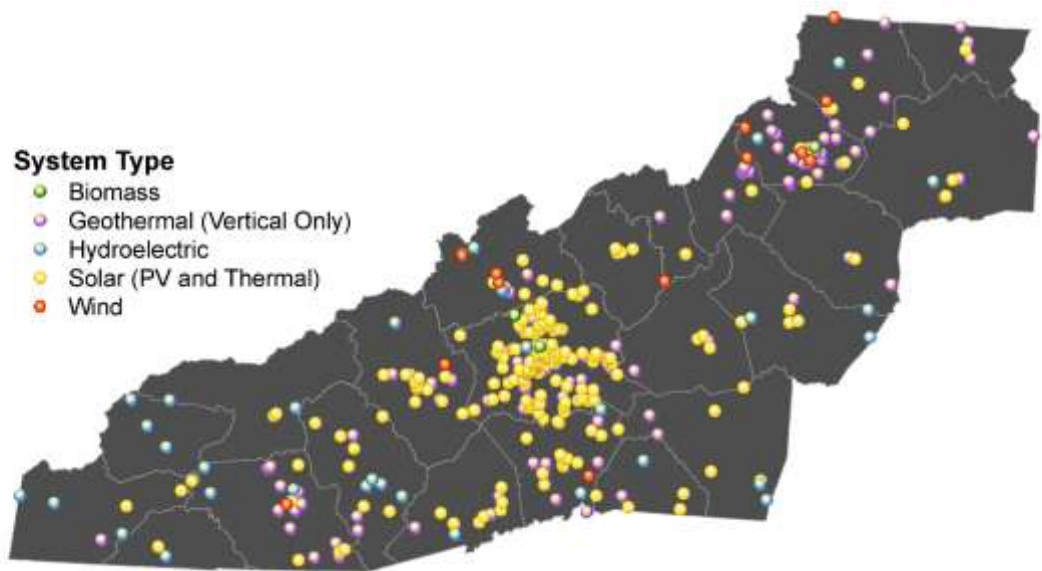 System Type
Biomass
Geothermal (Vertical Only)
Hydroelectric
Solar (PV and Thermal)
Wind